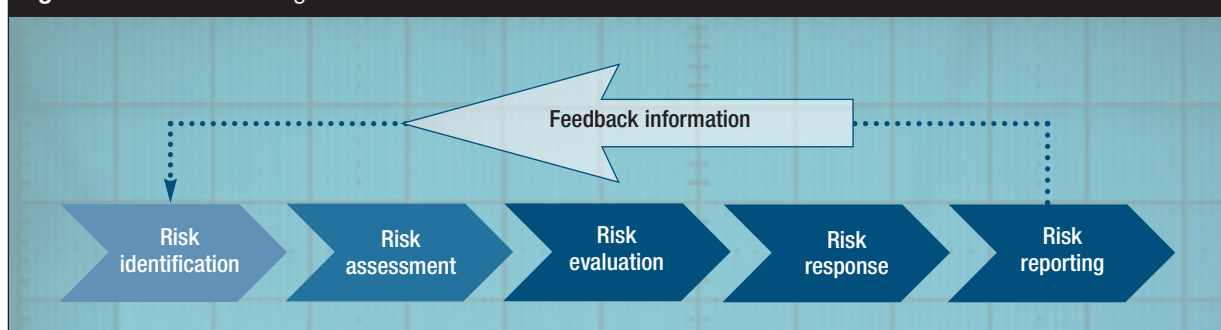 Feedback information
Risk
identification
Risk
assessment
Risk
evaluation
Risk
response
Risk
reporting